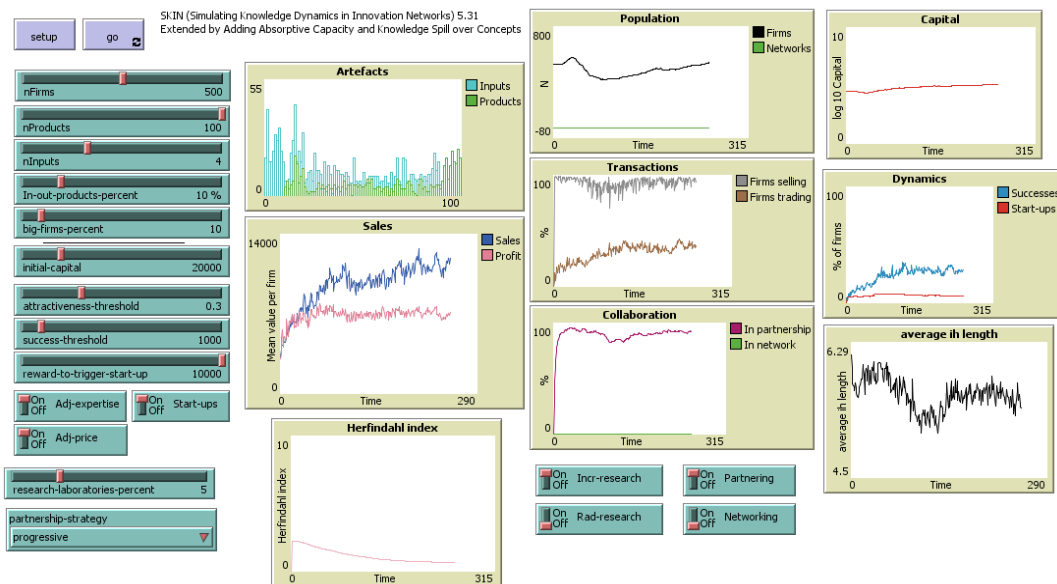 SKIN (Simulating Knowledge Dynamics in Innovation Networks) 5.31
Extended by Adding Absorptive Capacity and Knowledge Spill over Concepts
setup
go
nFirms
500
nProducts
100
nInputs
4
In-out-products-percent
10 %
big-firms-percent
10
initial-capital
20000
attractiveness-threshold
0.3
success-threshold
1000
reward-to-trigger-start-up
10000
On
Off
Adj-expertise
On
Off
Start-ups
On
Off
Adj-price
research-laboratories-percent
5
partnership-strategy
progressive
Artefacts
55
0
0
100
Inputs
Products
Sales
14000
Mean value per firm
0
0
Time
290
Sales
Profit
Herfindahl index
10
Herfindahl index
0
0
Time
315
Population
800
N
-80
0
Time
315
Firms
Networks
Transactions
100
%
0
0
Time
315
Firms selling
Firms trading
Collaboration
100
%
0
0
Time
315
In partnership
In network
On
Off
Incr-research
On
Off
Partnering
On
Off
Rad-research
On
Off
Networking
Capital
10
log 10 Capital
0
0
Time
315
Dynamics
100
% of firms
0
0
Time
315
Successes
Start-ups
average ih length
6.29
average ih length
4.5
0
Time
290